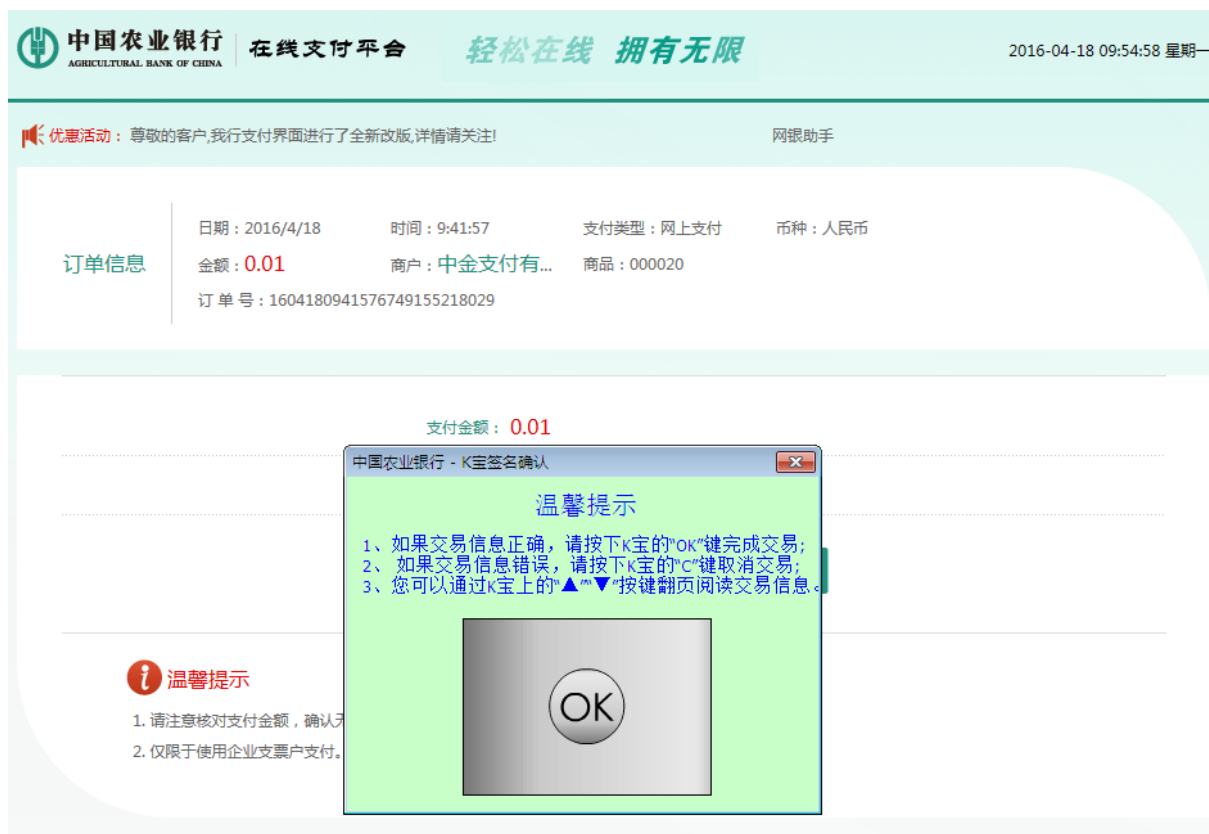 中国农业银行 在线支付平台 轻松在线 拥有无限 2016-04-18 09:54:58 星期一
AGRICULTURAL BANK OF CHINA
优惠活动：尊敬的客户,我行支付界面进行了全新改版,详情请关注! 网银助手
日期：2016/4/18 时间：9:41:57 支付类型：网上支付 币种：人民币
订单信息 金额：0.01 商户：中金支付有... 商品：000020
订 单 号：1604180941576749155218029
支付金额： 0.01
中国农业银行 - K宝签名确认
温馨提示
1、如果交易信息正确，请按下K宝的"OK"键完成交易;
2、 如果交易信息错误，请按下K宝的"C"键取消交易;
3、您可以通过K宝上的"▲""▼"按键翻页阅读交易信息。
OK
温馨提示
1. 请注意核对支付金额，确认无
2. 仅限于使用企业支票户支付。